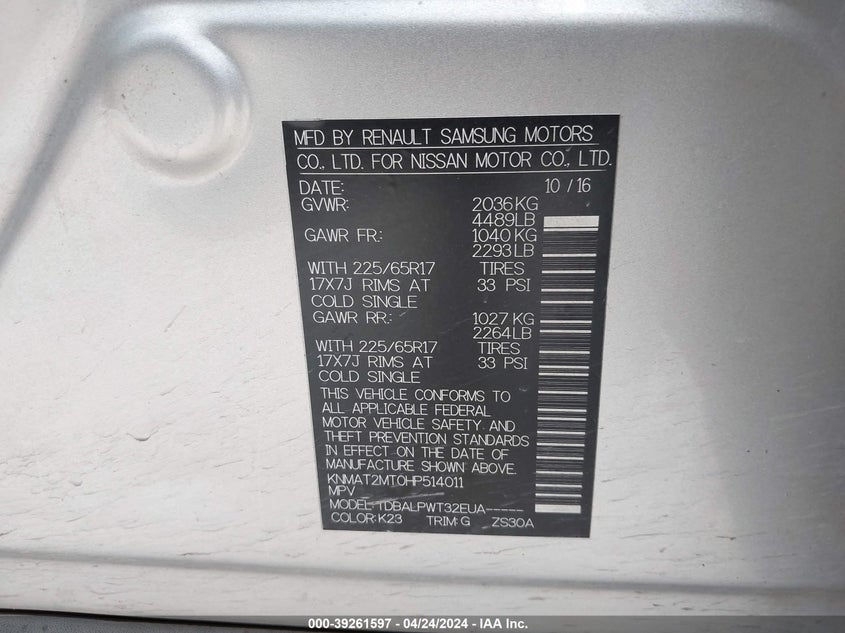 MFD BY RENAULT SAMSUNG MOTORS
CO., LTD. FOR NISSAN MOTOR CO., LTD.
DATE: 10 / 16
GVWR: 2036 KG
4489LB
GAWR FR.: 1040 KG
2293 LB
WITH 225/65R17 TIRES
17X7J RIMS AT 33 PSI
COLD SINGLE
GAWR RR.: 1027 KG
2264LB
WITH 225/65R17 TIRES
17X7J RIMS AT 33 PSI
COLD SINGLE
THIS VEHICLE CONFORMS TO
ALL APPLICABLE FEDERAL
MOTOR VEHICLE SAFETY AND
THEFT PREVENTION STANDARDS
IN EFFECT ON THE DATE OF
MANUFACTURE SHOWN ABOVE.
KNMAT2MT0HP514011
MPV
MODEL:TDBALPWT32EUA-----
COLOR:K23 TRIM:G ZS30A
000-39261597 - 04/24/2024 - IAA Inc.